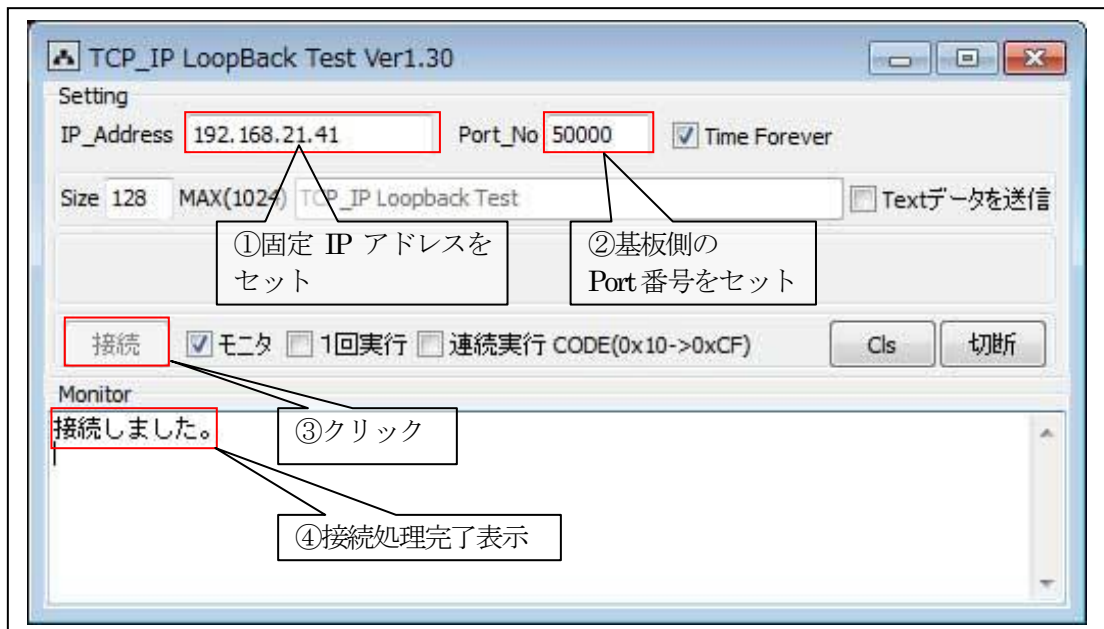 TCP_IP LoopBack Test Ver1.30
Setting
IP_Address 192.168.21.41 Port_No 50000 Time Forever
Size 128 MAX(1024) TCP_IP Loopback Test Textデータを送信
①固定 IP アドレスを
セット
②基板側の
Port番号をセット
接続 モニタ 1回実行 連続実行 CODE(0x10->0xCF) Cls 切断
Monitor
接続しました。
③クリック
④接続処理完了表示